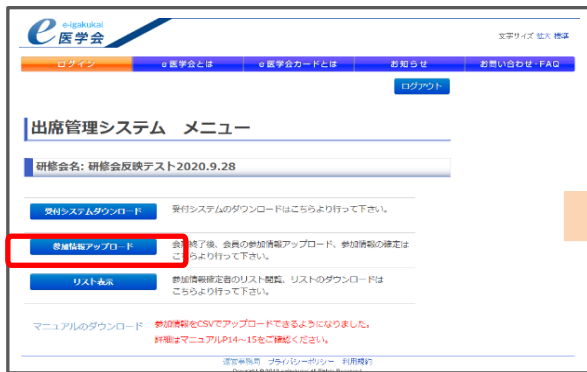 e-igakukai
e医学会
文字サイズ 拡大 標準
ログイン e医学会とは e医学会カードとは お知らせ お問い合わせ・FAQ
ログアウト
出席管理システム メニュー
研修会名: 研修会反映テスト2020.9.28
受付システムダウンロード 受付システムのダウンロードはこちらより行って下さい。
参加情報アップロード 会期終了後、会員の参加情報アップロード、参加情報の確定は
こちらより行って下さい。
リスト表示 参加情報確定者のリスト閲覧、リストのダウンロードは
こちらより行って下さい。
マニュアルのダウンロード 参加情報をCSVでアップロードできるようになりました。
詳細はマニュアルP14～15をご確認ください。
運営事務局 プライバシーポリシー 利用規約